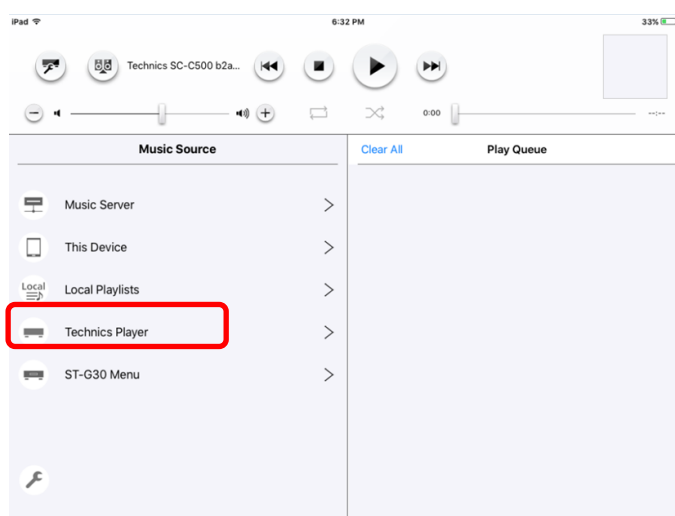 iPad 6:32 PM 33%
Technics SC-C500 b2a...
0:00 --:--
Music Source Clear All Play Queue
Music Server
This Device
Local Local Playlists
Technics Player
ST-G30 Menu